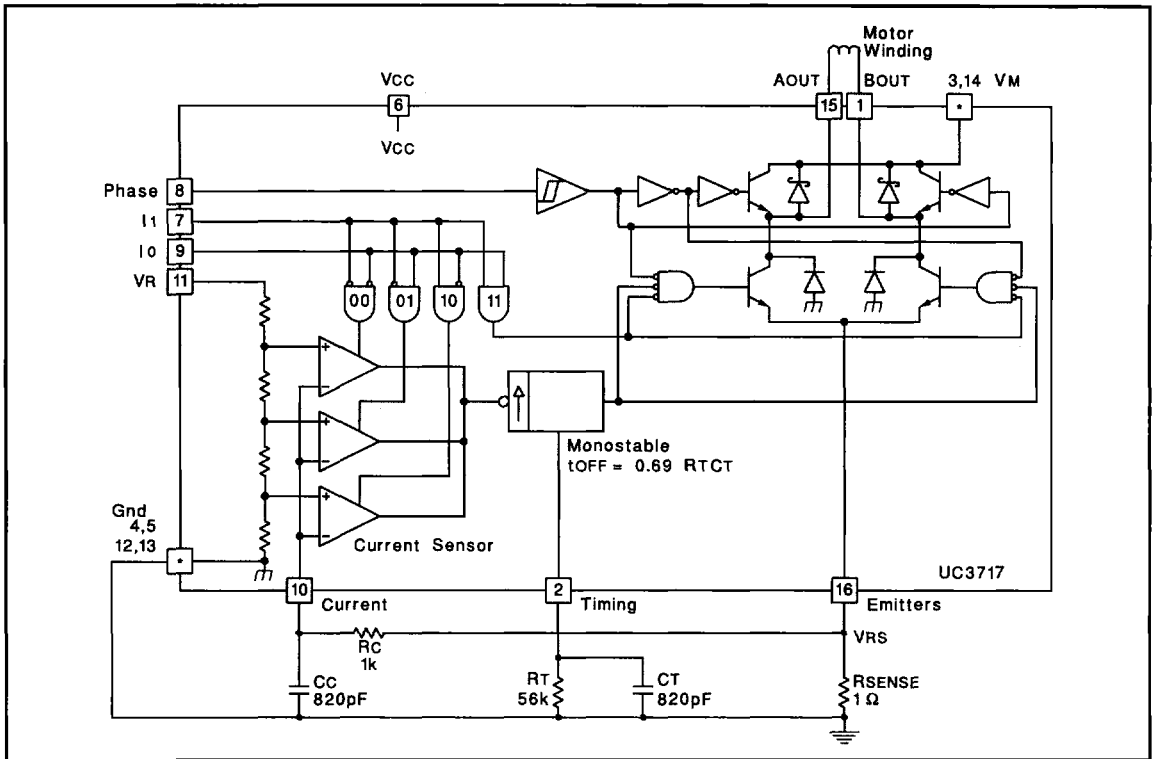 Motor
Winding
VCC
AOUT
BOUT
3,14 VM
6
15
1
*
VCC
Phase
8
I1
7
I0
9
VR
11
00
01
10
11
+
−
+
−
+
−
Monostable
tOFF = 0.69 RTCT
Gnd
4,5
12,13
*
Current Sensor
UC3717
10
Current
2
Timing
16
Emitters
VRS
RC
1k
CC
820pF
RT
56k
CT
820pF
RSENSE
1 Ω